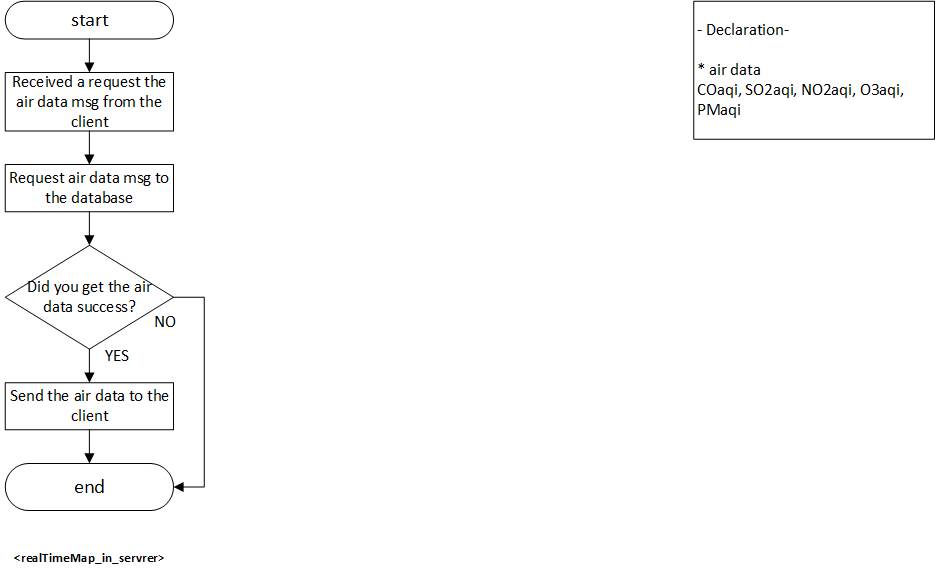 start
Received a request the
air data msg from the
client
Request air data msg to
the database
Did you get the air
data success?
NO
YES
Send the air data to the
client
end
<realTimeMap_in_servrer>
- Declaration-
* air data
COaqi, SO2aqi, NO2aqi, O3aqi,
PMaqi